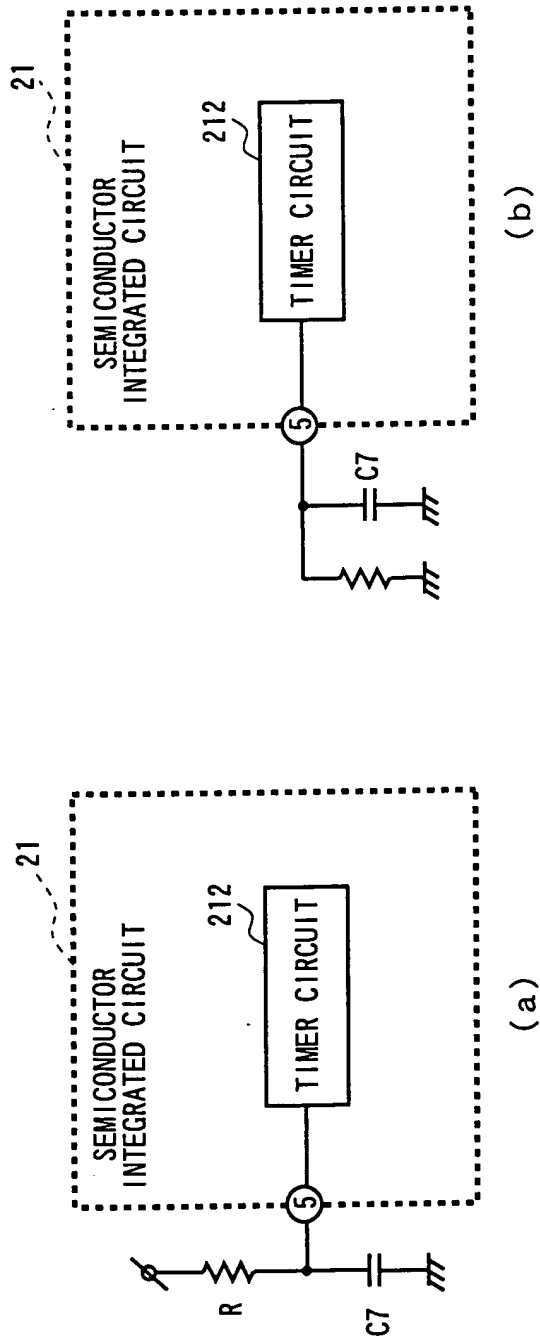 21
SEMICONDUCTOR
INTEGRATED CIRCUIT
212
TIMER CIRCUIT
5
R
C7
(a)
21
SEMICONDUCTOR
INTEGRATED CIRCUIT
212
TIMER CIRCUIT
5
C7
(b)